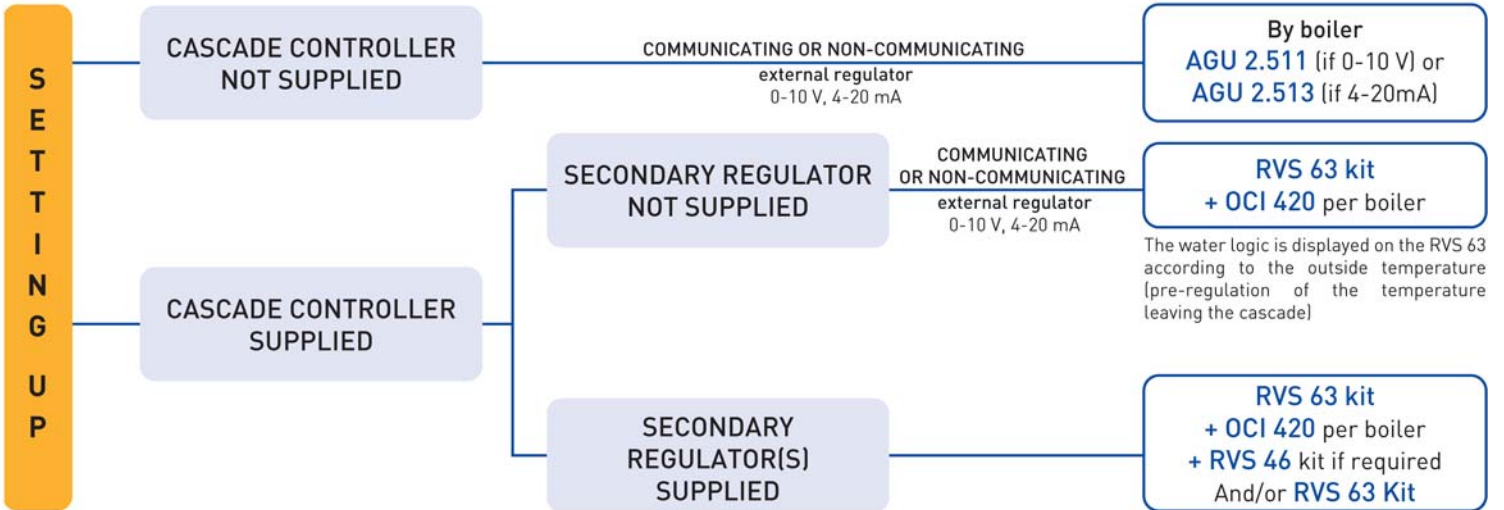 SETTING UP
CASCADE CONTROLLER
NOT SUPPLIED
COMMUNICATING OR NON-COMMUNICATING
external regulator
0-10 V, 4-20 mA
By boiler
AGU 2.511 (if 0-10 V) or
AGU 2.513 (if 4-20mA)
CASCADE CONTROLLER
SUPPLIED
SECONDARY REGULATOR
NOT SUPPLIED
COMMUNICATING
OR NON-COMMUNICATING
external regulator
0-10 V, 4-20 mA
RVS 63 kit
+ OCI 420 per boiler
The water logic is displayed on the RVS 63
according to the outside temperature
(pre-regulation of the temperature
leaving the cascade)
SECONDARY
REGULATOR(S)
SUPPLIED
RVS 63 kit
+ OCI 420 per boiler
+ RVS 46 kit if required
And/or RVS 63 Kit